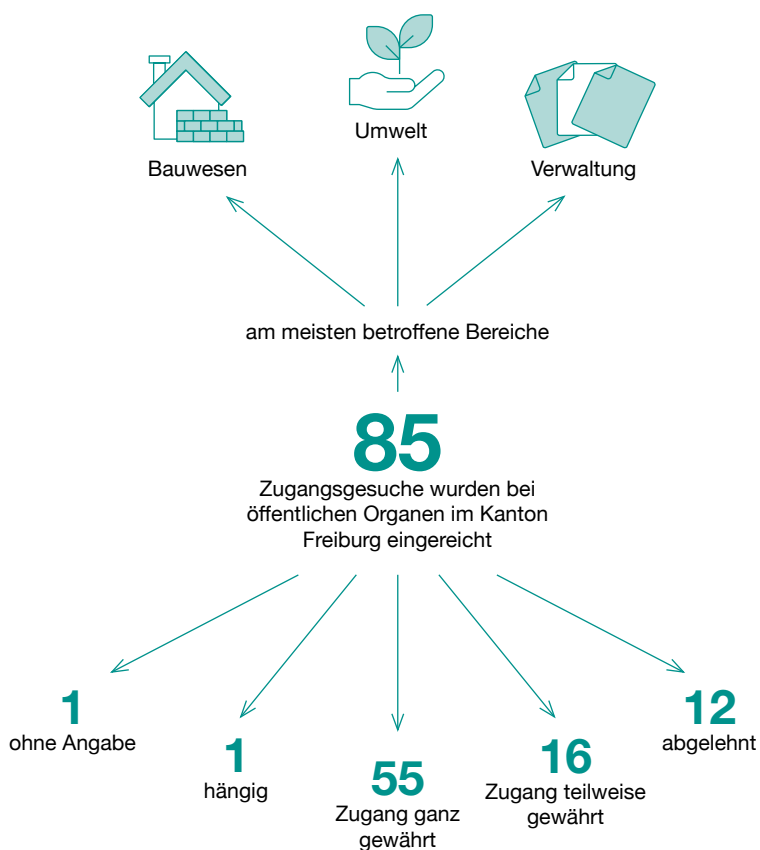 Bauwesen
Umwelt
Verwaltung
am meisten betroffene Bereiche
85
Zugangsgesuche wurden bei
öffentlichen Organen im Kanton
Freiburg eingereicht
1
ohne Angabe
1
hängig
55
Zugang ganz
gewährt
16
Zugang teilweise
gewährt
12
abgelehnt